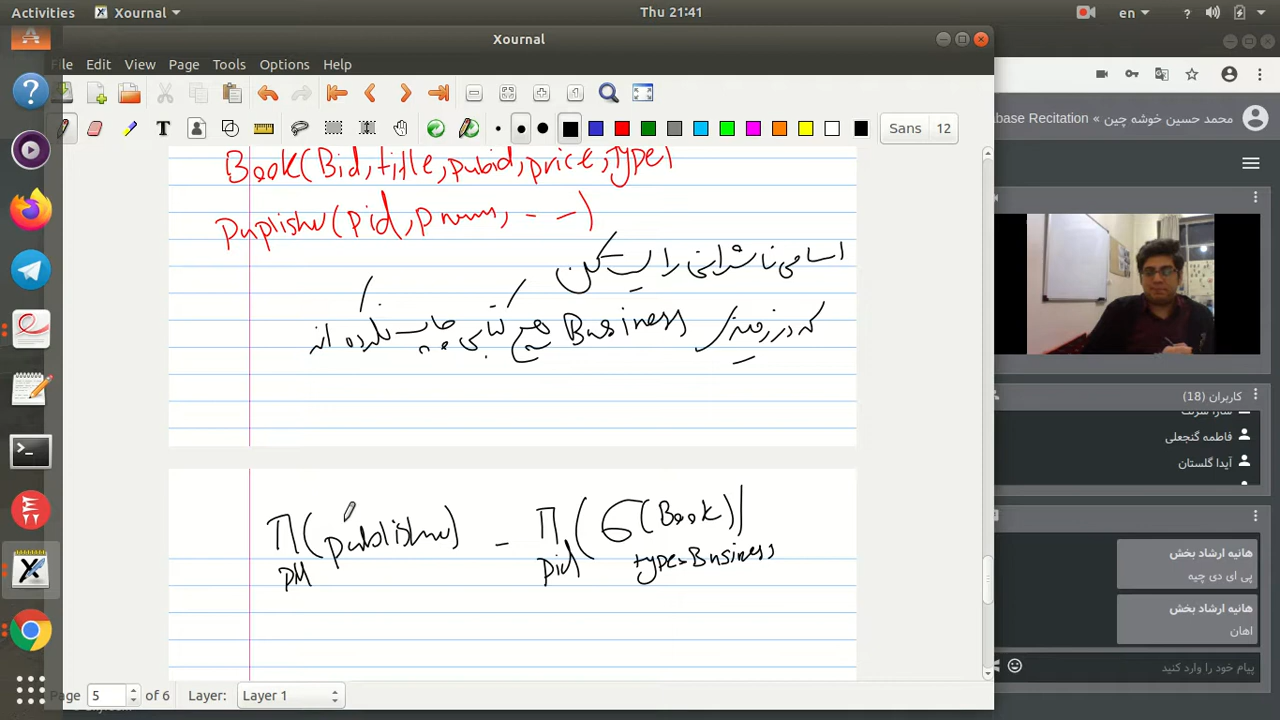 Activities Xournal Thu 21:41 en
Xournal
File Edit View Page Tools Options Help
Sans 12
Book(Bid, title, pubid, price, type)
Puplisher(pid, pname, - -)
اسامی ناشرانی را لیست کن
که در زمینه Business هیچ کتابی چاپ نکرده اند
Π(publisher) - Π(σ(Book))
pid pid type=Business
Page 5 of 6 Layer: Layer 1
محمد حسین خوشه چین » Database Recitation
کاربران (18)
فاطمه گنجعلی
آیدا گلستان
هانیه ارشاد بخش
پی ای دی چیه
هانیه ارشاد بخش
اهان
پیام خود را وارد کنید